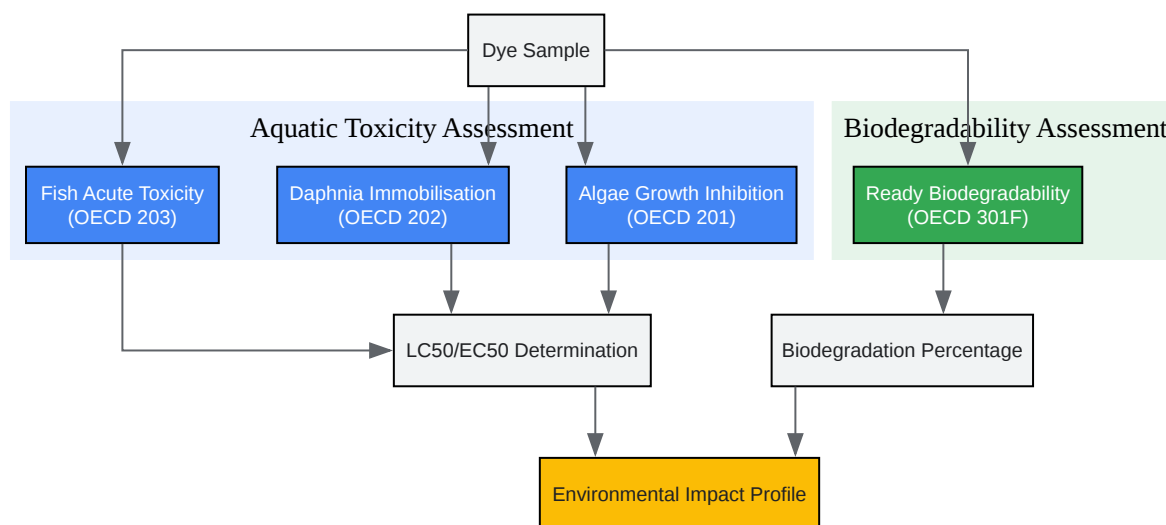 Dye Sample
Aquatic Toxicity Assessment
Biodegradability Assessment
Fish Acute Toxicity
(OECD 203)
Daphnia Immobilisation
(OECD 202)
Algae Growth Inhibition
(OECD 201)
Ready Biodegradability
(OECD 301F)
LC50/EC50 Determination
Biodegradation Percentage
Environmental Impact Profile